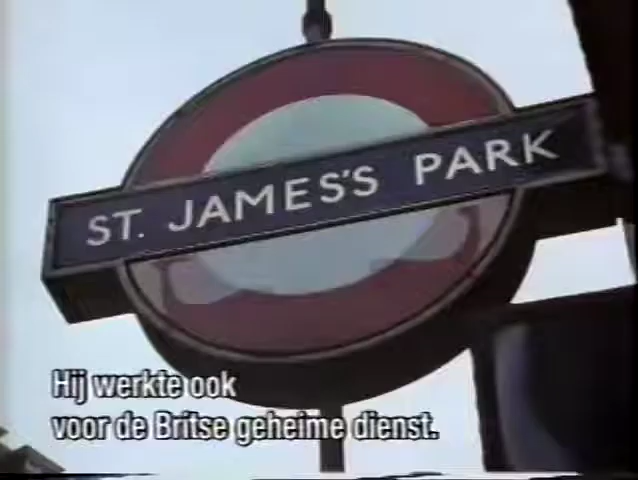 ST. JAMES'S PARK
Hij werkte ook
voor de Britse geheime dienst.